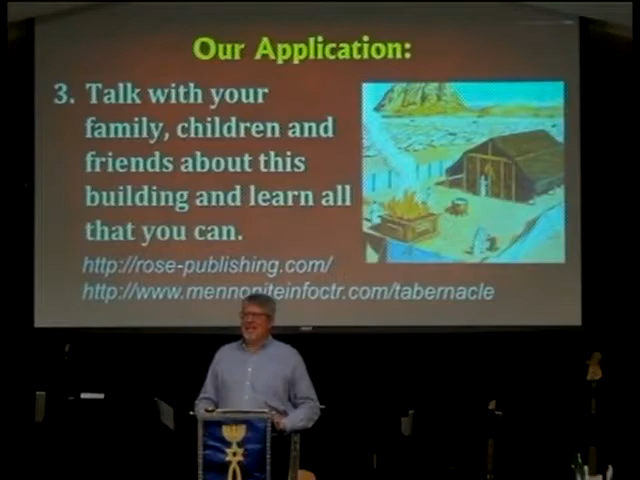 Our Application:
3. Talk with your
family, children and
friends about this
building and learn all
that you can.
http://rose-publishing.com/
http://www.mennoniteinfoctr.com/tabernacle